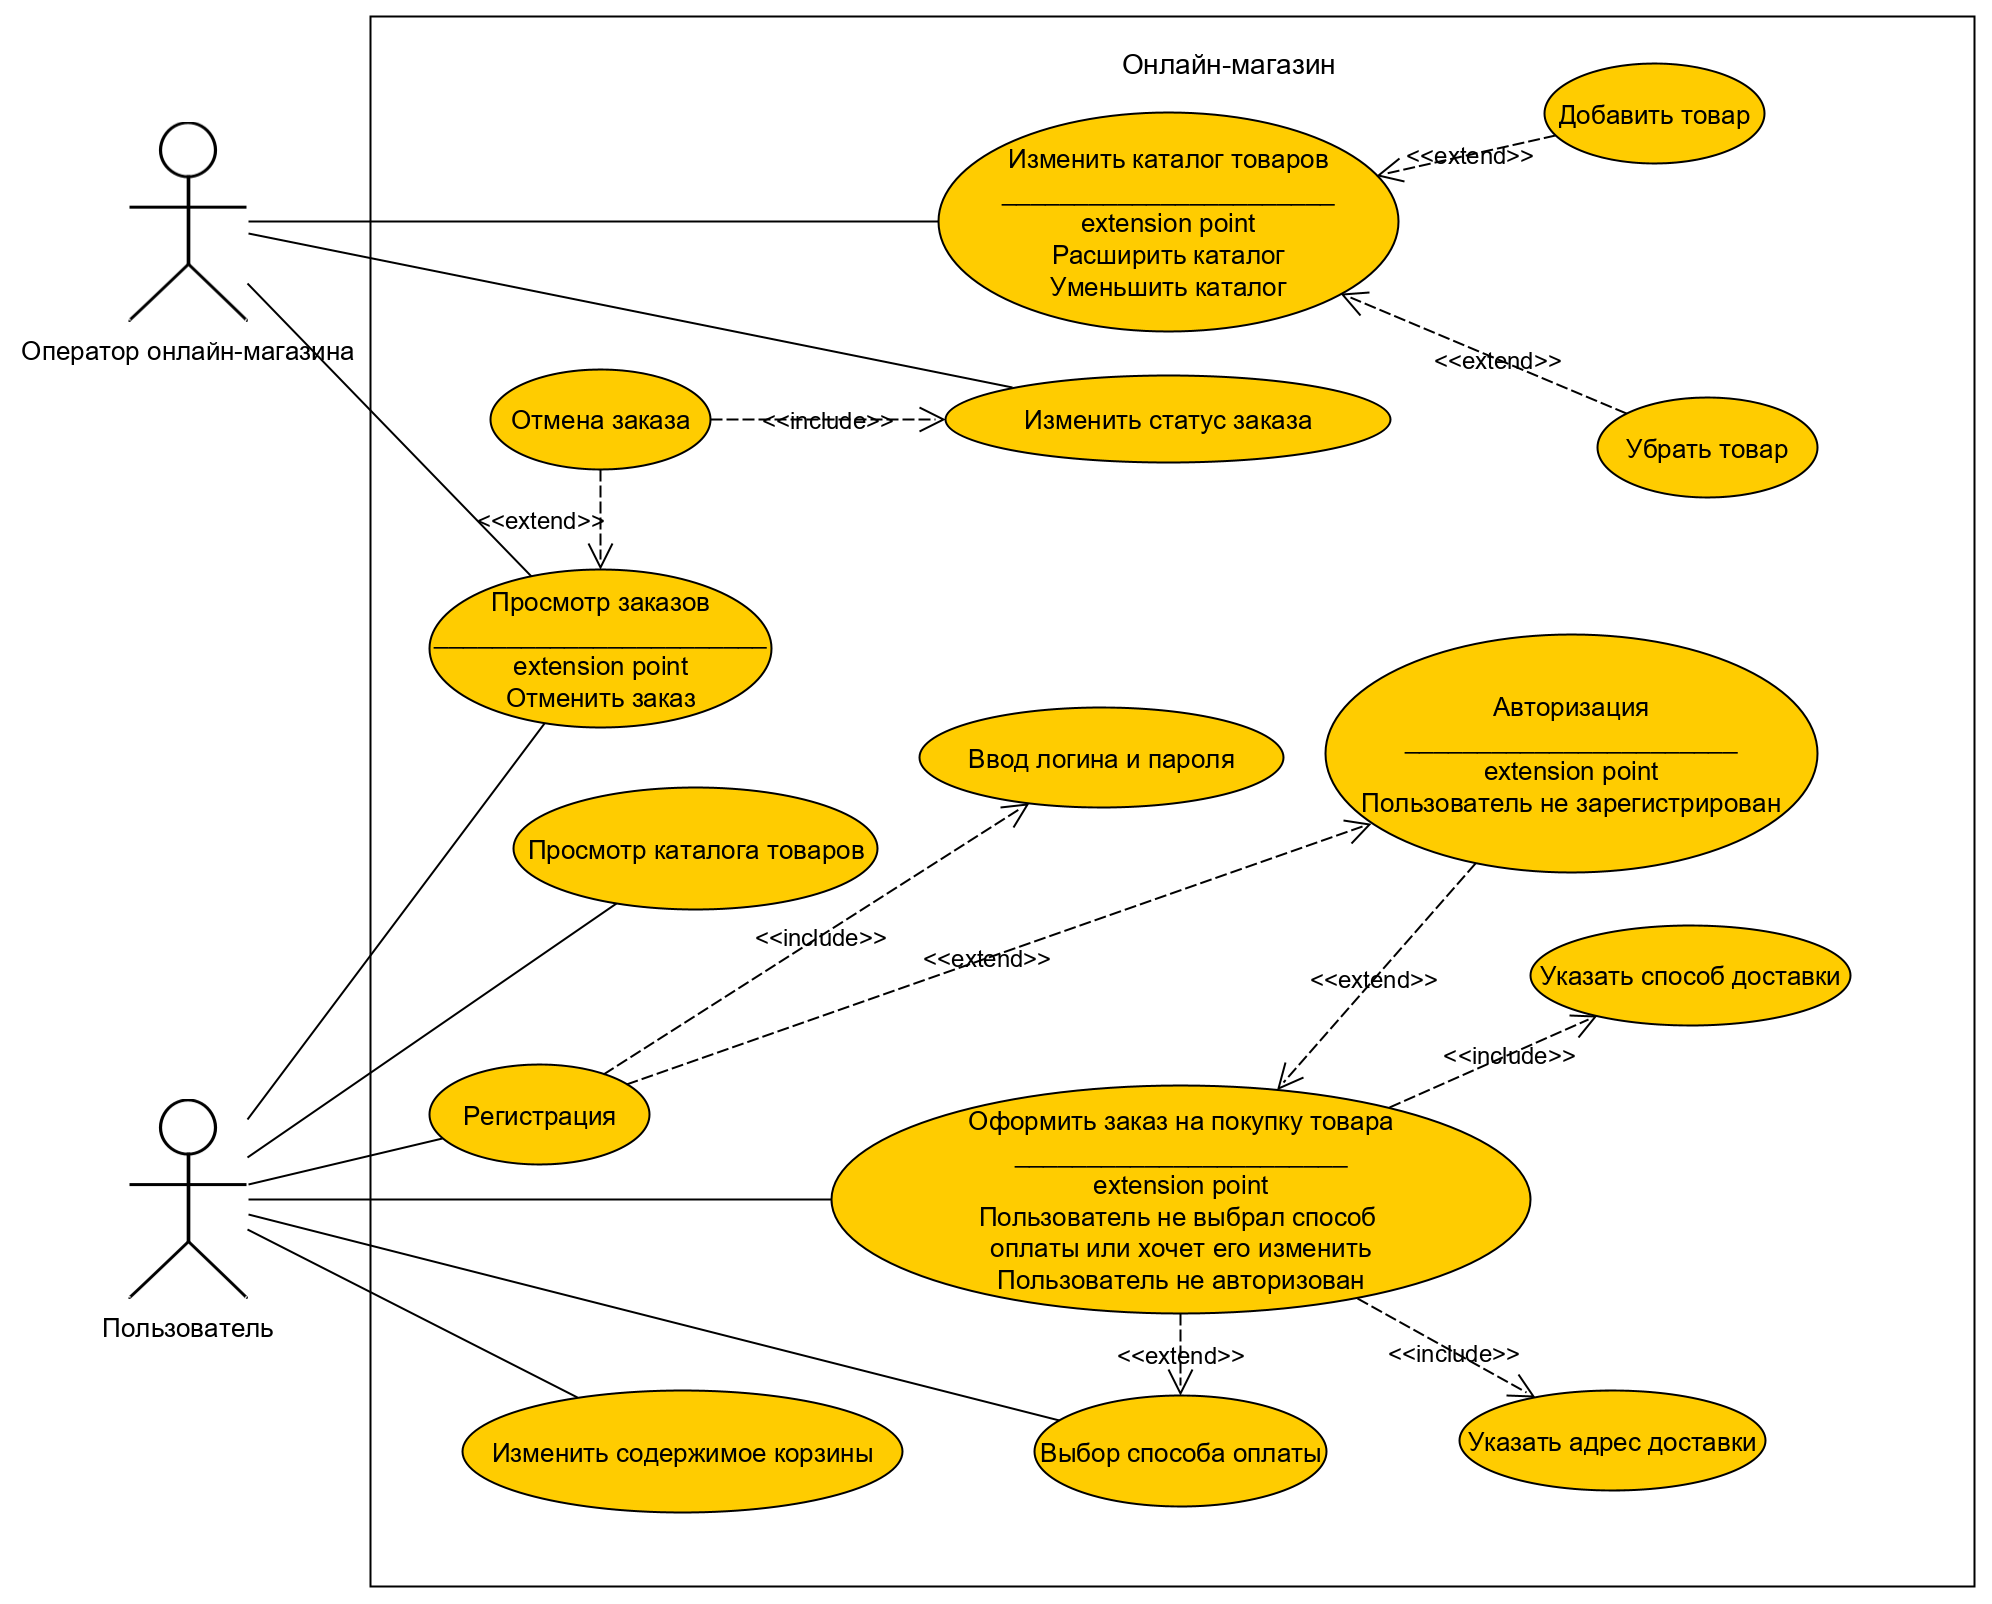 Онлайн-магазин
Добавить товар
<<extend>>
Изменить каталог товаров
_______________________
extension point
Расширить каталог
Уменьшить каталог
Оператор онлайн-магазина
<<extend>>
Отмена заказа
<<include>>
Изменить статус заказа
Убрать товар
<<extend>>
Просмотр заказов
_______________________
extension point
Отменить заказ
Авторизация
_______________________
extension point
Пользователь не зарегистрирован
Ввод логина и пароля
Просмотр каталога товаров
<<include>>
<<extend>>
<<extend>>
Указать способ доставки
<<include>>
Регистрация
Оформить заказ на покупку товара
_______________________
extension point
Пользователь не выбрал способ
оплаты или хочет его изменить
Пользователь не авторизован
Пользователь
<<extend>>
<<include>>
Изменить содержимое корзины
Выбор способа оплаты
Указать адрес доставки